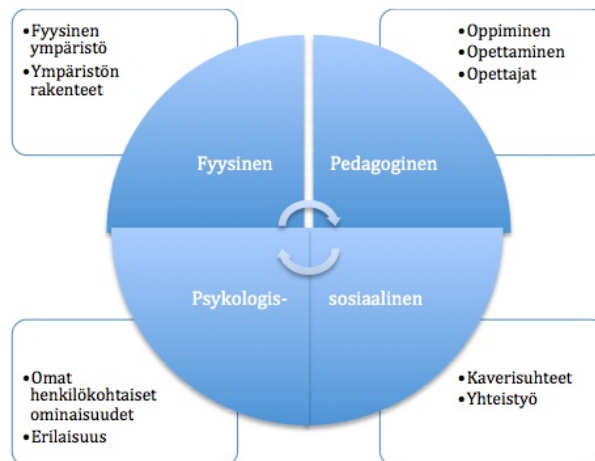 •Fyysinen
ympäristö
•Ympäristön
rakenteet
•Oppiminen
•Opettaminen
•Opettajat
Fyysinen
Pedagoginen
Psykologis-
sosiaalinen
•Omat
henkilökohtaiset
ominaisuudet
•Erilaisuus
•Kaverisuhteet
•Yhteistyö